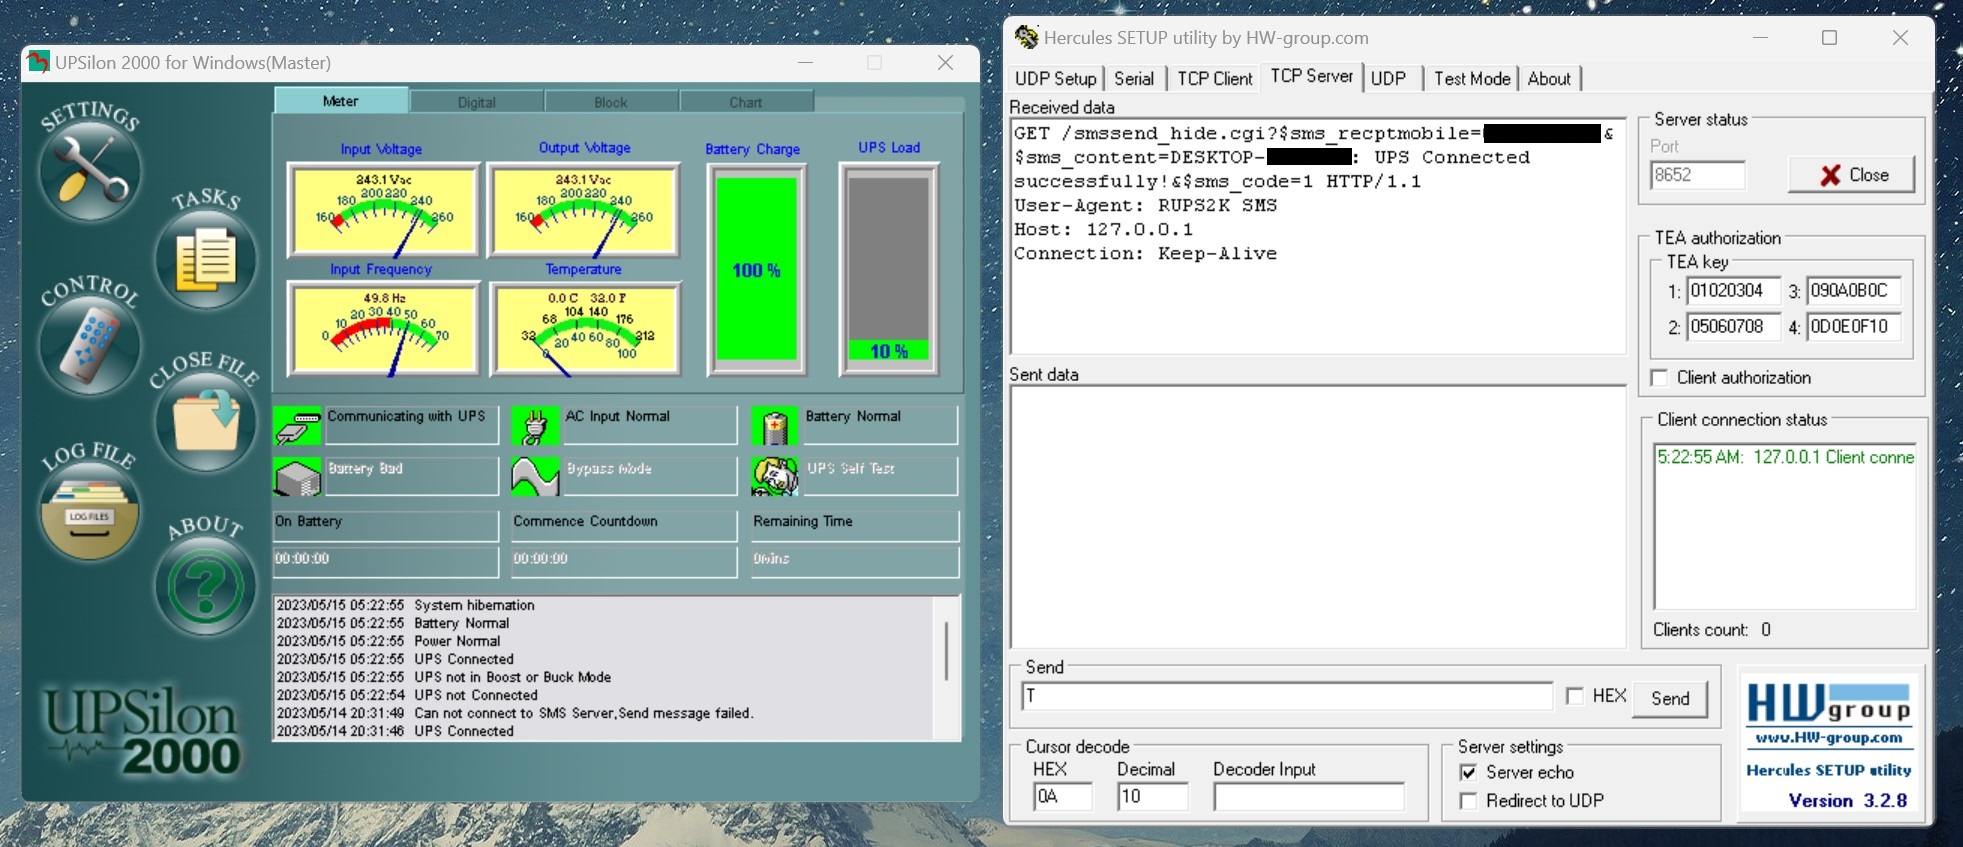 UPSilon 2000 for Windows(Master)
SETTINGS
TASKS
CONTROL
CLOSE FILE
LOG FILE
LOG FILES
ABOUT
UPSilon
2000
Meter
Digital
Block
Chart
Input Voltage
243.1 Vac
160 180 200 220 240 260
Output Voltage
243.1 Vac
160 180 200 220 240 260
Battery Charge
100 %
UPS Load
10 %
Input Frequency
49.8 Hz
0 10 20 30 40 50 60 70
Temperature
0.0 C 32.0 F
32 68 104 140 176 212
0 20 40 60 80 100
Communicating with UPS
AC Input Normal
Battery Normal
Battery Bad
Bypass Mode
UPS Self Test
On Battery
Commence Countdown
Remaining Time
00:00:00
00:00:00
0Mins
2023/05/15 05:22:55 System hibernation
2023/05/15 05:22:55 Battery Normal
2023/05/15 05:22:55 Power Normal
2023/05/15 05:22:55 UPS Connected
2023/05/15 05:22:55 UPS not in Boost or Buck Mode
2023/05/15 05:22:54 UPS not Connected
2023/05/14 20:31:49 Can not connect to SMS Server,Send message failed.
2023/05/14 20:31:46 UPS Connected
Hercules SETUP utility by HW-group.com
UDP Setup
Serial
TCP Client
TCP Server
UDP
Test Mode
About
Received data
GET /smssend_hide.cgi?$sms_recptmobile= &
$sms_content=DESKTOP- : UPS Connected
successfully!&$sms_code=1 HTTP/1.1
User-Agent: RUPS2K SMS
Host: 127.0.0.1
Connection: Keep-Alive
Sent data
Send
T
HEX
Send
Cursor decode
HEX
Decimal
Decoder Input
0A
10
Server settings
Server echo
Redirect to UDP
Server status
Port
8652
Close
TEA authorization
TEA key
1: 01020304 3: 090A0B0C
2: 05060708 4: 0D0E0F10
Client authorization
Client connection status
5:22:55 AM: 127.0.0.1 Client conne
Clients count: 0
HW group
www.HW-group.com
Hercules SETUP utility
Version 3.2.8